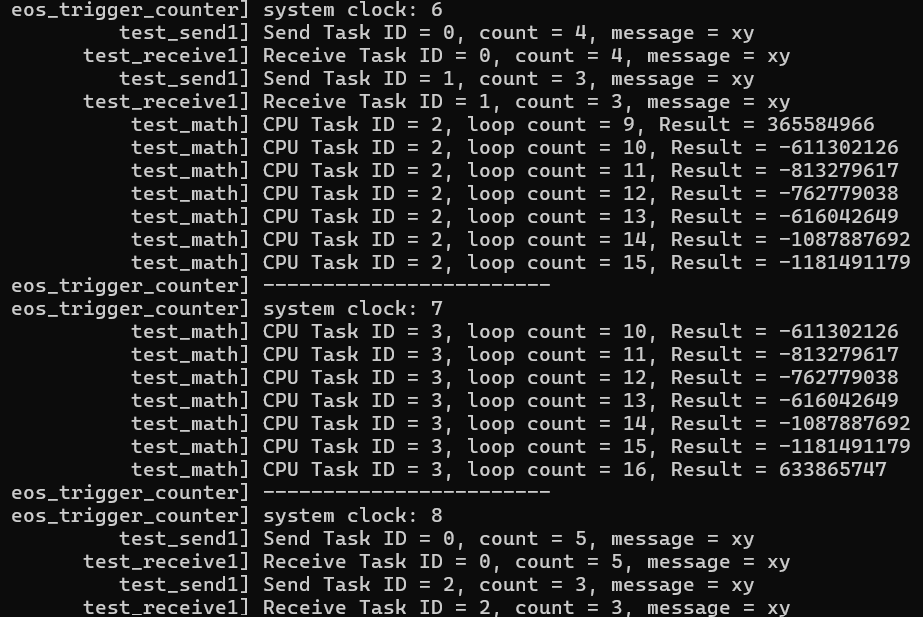 eos_trigger_counter] system clock: 6
test_send1] Send Task ID = 0, count = 4, message = xy
test_receive1] Receive Task ID = 0, count = 4, message = xy
test_send1] Send Task ID = 1, count = 3, message = xy
test_receive1] Receive Task ID = 1, count = 3, message = xy
test_math] CPU Task ID = 2, loop count = 9, Result = 365584966
test_math] CPU Task ID = 2, loop count = 10, Result = -611302126
test_math] CPU Task ID = 2, loop count = 11, Result = -813279617
test_math] CPU Task ID = 2, loop count = 12, Result = -762779038
test_math] CPU Task ID = 2, loop count = 13, Result = -616042649
test_math] CPU Task ID = 2, loop count = 14, Result = -1087887692
test_math] CPU Task ID = 2, loop count = 15, Result = -1181491179
eos_trigger_counter] ------------------------
eos_trigger_counter] system clock: 7
test_math] CPU Task ID = 3, loop count = 10, Result = -611302126
test_math] CPU Task ID = 3, loop count = 11, Result = -813279617
test_math] CPU Task ID = 3, loop count = 12, Result = -762779038
test_math] CPU Task ID = 3, loop count = 13, Result = -616042649
test_math] CPU Task ID = 3, loop count = 14, Result = -1087887692
test_math] CPU Task ID = 3, loop count = 15, Result = -1181491179
test_math] CPU Task ID = 3, loop count = 16, Result = 633865747
eos_trigger_counter] ------------------------
eos_trigger_counter] system clock: 8
test_send1] Send Task ID = 0, count = 5, message = xy
test_receive1] Receive Task ID = 0, count = 5, message = xy
test_send1] Send Task ID = 2, count = 3, message = xy
test_receive1] Receive Task ID = 2, count = 3, message = xy